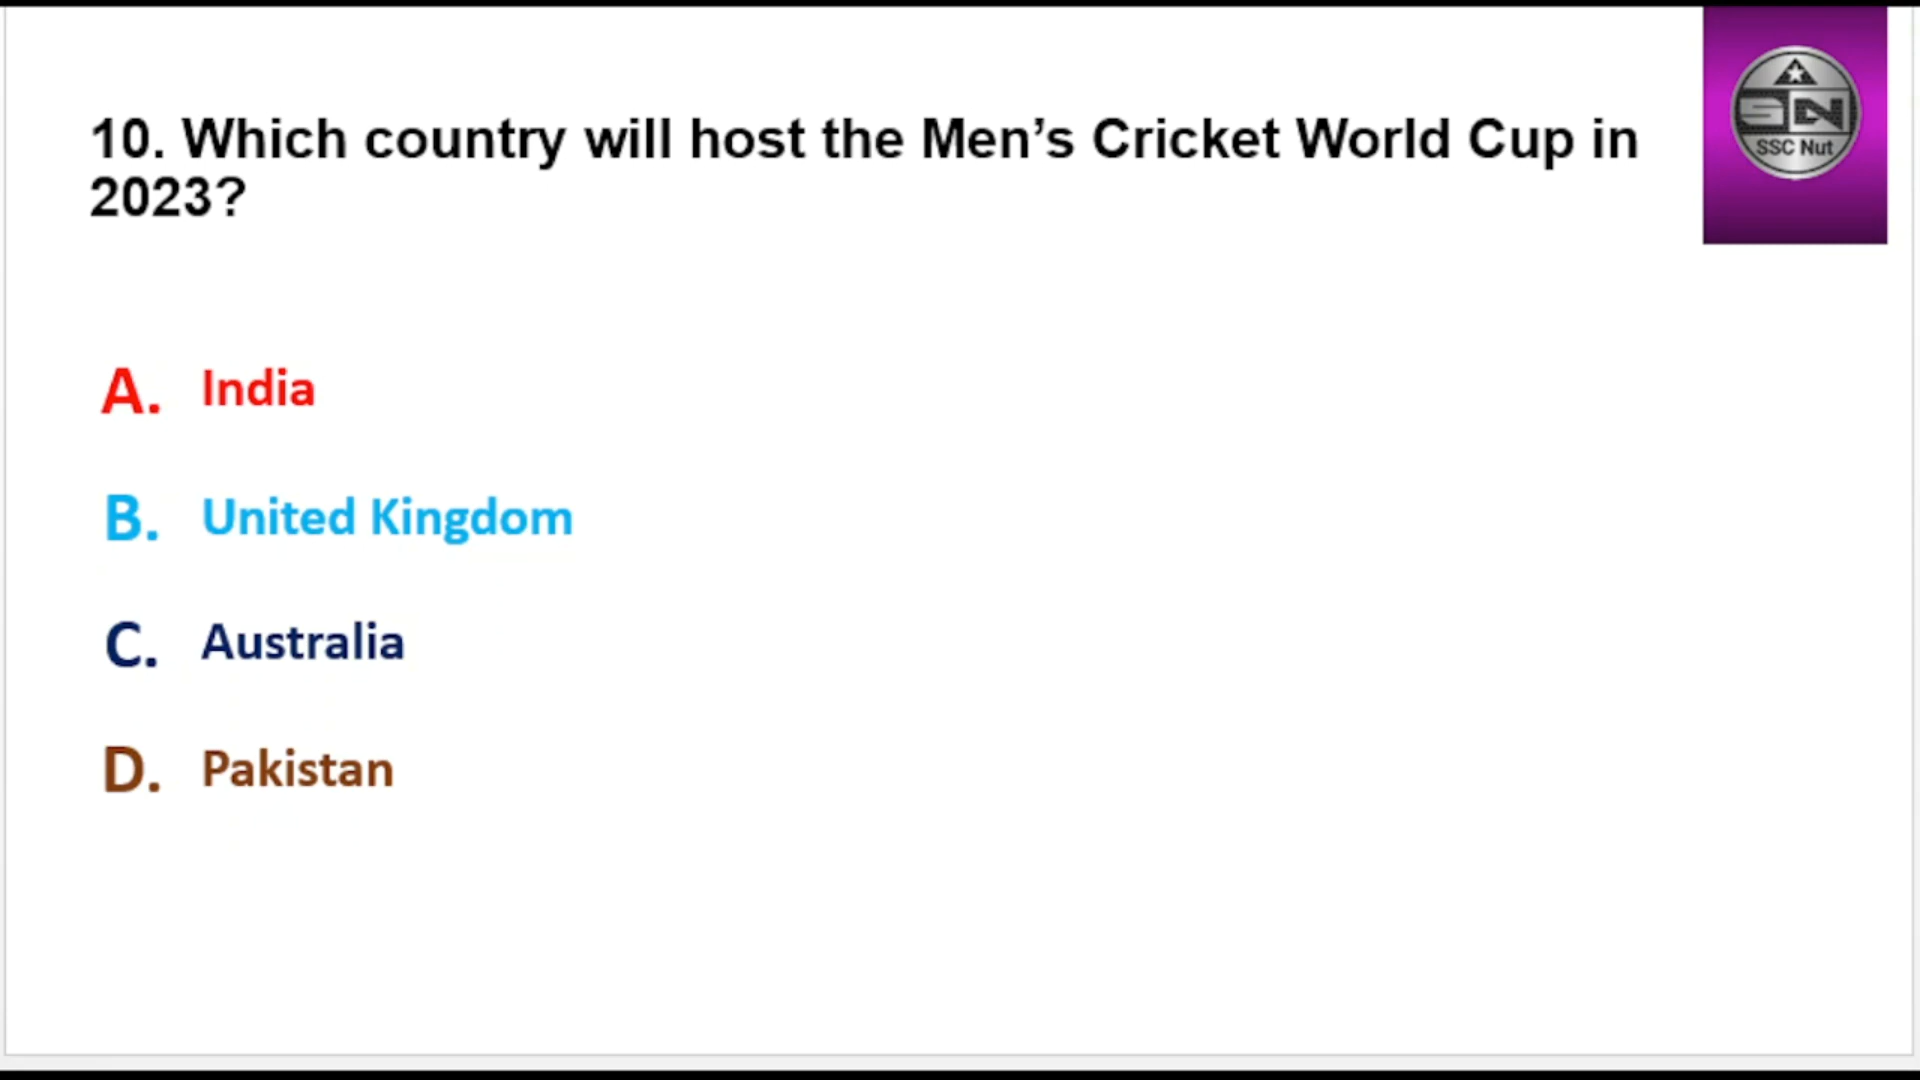 10. Which country will host the Men’s Cricket World Cup in
2023?
SN
SSC Nut
A. India
B. United Kingdom
C. Australia
D. Pakistan